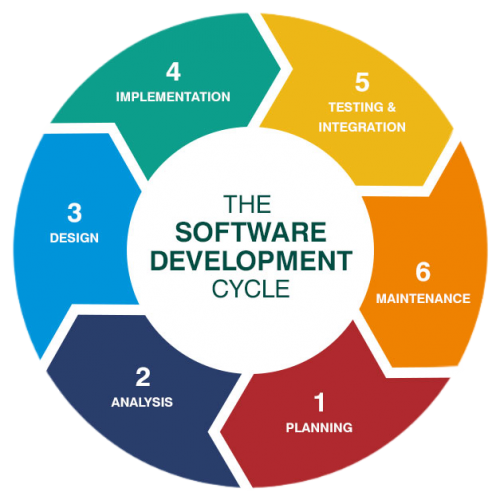 THE
SOFTWARE
DEVELOPMENT
CYCLE
1
PLANNING
2
ANALYSIS
3
DESIGN
4
IMPLEMENTATION
5
TESTING &
INTEGRATION
6
MAINTENANCE